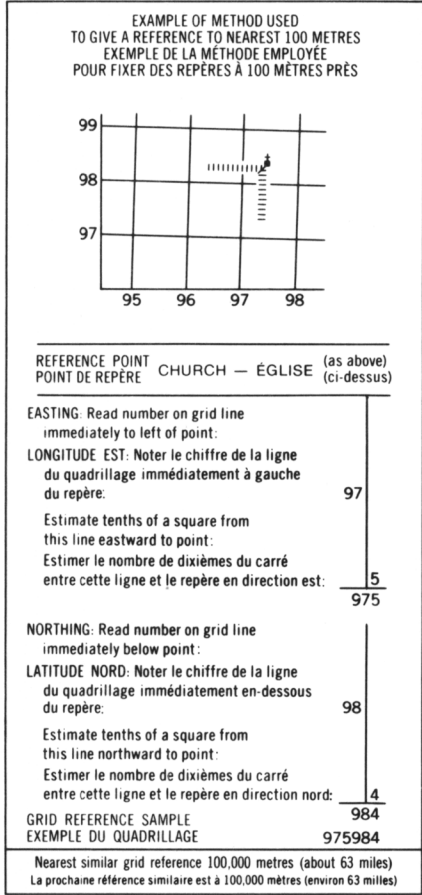 EXAMPLE OF METHOD USED
TO GIVE A REFERENCE TO NEAREST 100 METRES
EXEMPLE DE LA MÉTHODE EMPLOYÉE
POUR FIXER DES REPÈRES À 100 MÈTRES PRÈS
99
98
97
95 96 97 98
REFERENCE POINT CHURCH — ÉGLISE (as above)
POINT DE REPÈRE (ci-dessus)
EASTING: Read number on grid line
immediately to left of point:
LONGITUDE EST: Noter le chiffre de la ligne
du quadrillage immédiatement à gauche
du repère: 97
Estimate tenths of a square from
this line eastward to point:
Estimer le nombre de dixièmes du carré
entre cette ligne et le repère en direction est: 5
975
NORTHING: Read number on grid line
immediately below point:
LATITUDE NORD: Noter le chiffre de la ligne
du quadrillage immédiatement en-dessous
du repère: 98
Estimate tenths of a square from
this line northward to point:
Estimer le nombre de dixièmes du carré
entre cette ligne et le repère en direction nord: 4
GRID REFERENCE SAMPLE 984
EXEMPLE DU QUADRILLAGE 975984
Nearest similar grid reference 100,000 metres (about 63 miles)
La prochaine référence similaire est à 100,000 mètres (environ 63 milles)